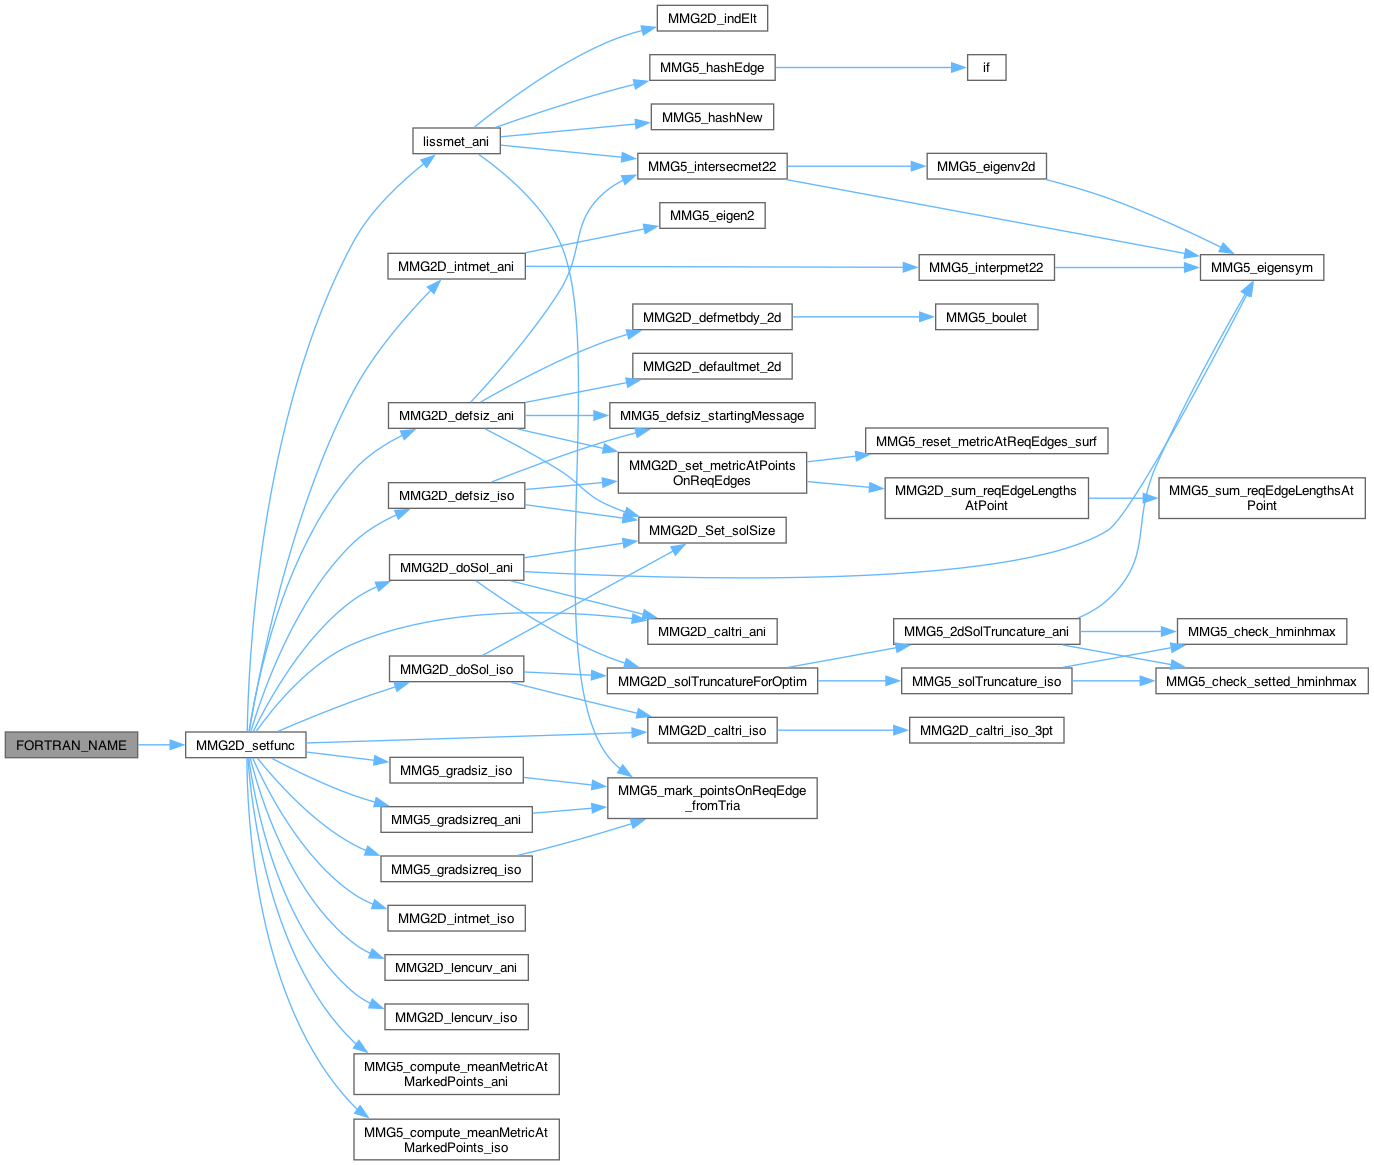 MMG2D_indElt
MMG5_hashEdge
if
MMG5_hashNew
lissmet_ani
MMG5_intersecmet22
MMG5_eigenv2d
MMG5_eigen2
MMG2D_intmet_ani
MMG5_interpmet22
MMG5_eigensym
MMG2D_defmetbdy_2d
MMG5_boulet
MMG2D_defaultmet_2d
MMG2D_defsiz_ani
MMG5_defsiz_startingMessage
MMG5_reset_metricAtReqEdges_surf
MMG2D_set_metricAtPoints
OnReqEdges
MMG2D_defsiz_iso
MMG2D_sum_reqEdgeLengths
AtPoint
MMG5_sum_reqEdgeLengthsAt
Point
MMG2D_Set_solSize
MMG2D_doSol_ani
MMG2D_caltri_ani
MMG5_2dSolTruncature_ani
MMG5_check_hminhmax
MMG2D_doSol_iso
MMG2D_solTruncatureForOptim
MMG5_solTruncature_iso
MMG5_check_setted_hminhmax
MMG2D_caltri_iso
MMG2D_caltri_iso_3pt
FORTRAN_NAME
MMG2D_setfunc
MMG5_gradsiz_iso
MMG5_mark_pointsOnReqEdge
_fromTria
MMG5_gradsizreq_ani
MMG5_gradsizreq_iso
MMG2D_intmet_iso
MMG2D_lencurv_ani
MMG2D_lencurv_iso
MMG5_compute_meanMetricAt
MarkedPoints_ani
MMG5_compute_meanMetricAt
MarkedPoints_iso